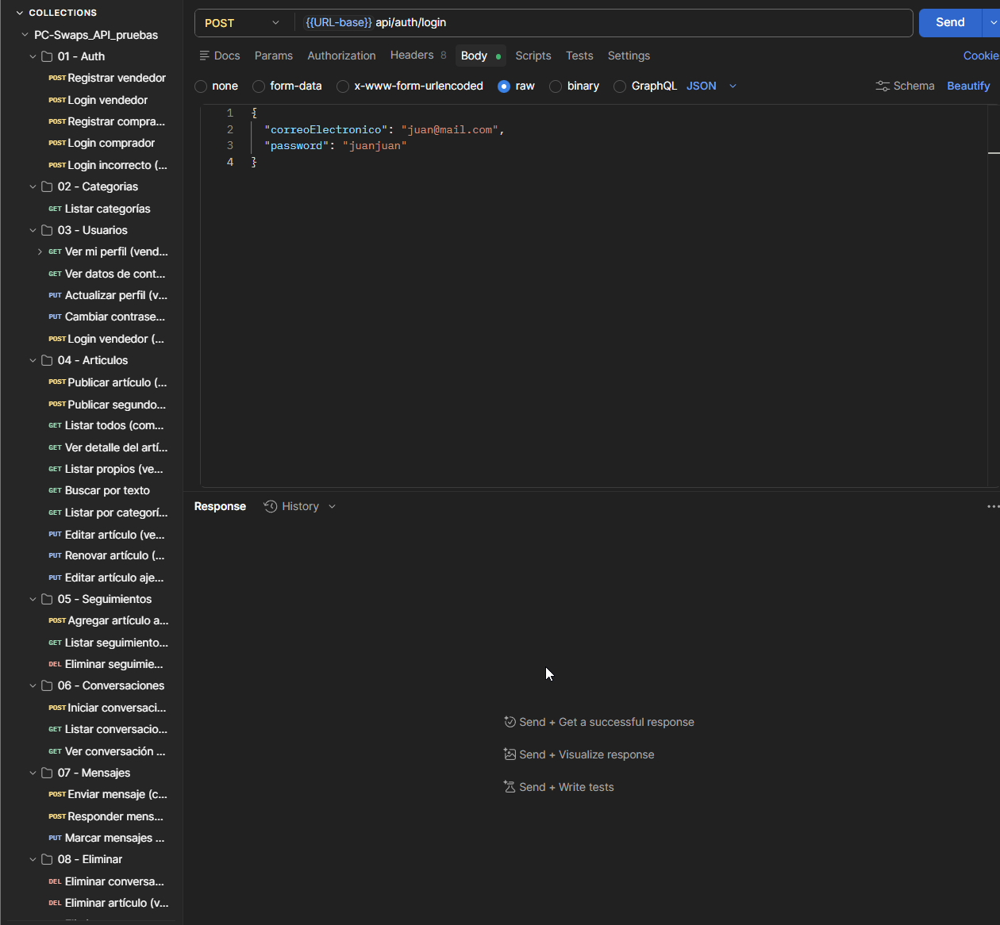 COLLECTIONS
PC-Swaps_API_pruebas
01 - Auth
POST Registrar vendedor
POST Login vendedor
POST Registrar compra...
POST Login comprador
POST Login incorrecto (...
02 - Categorias
GET Listar categorías
03 - Usuarios
GET Ver mi perfil (vend...
GET Ver datos de cont...
PUT Actualizar perfil (v...
PUT Cambiar contrase...
POST Login vendedor (...
04 - Articulos
POST Publicar artículo (...
POST Publicar segundo...
GET Listar todos (com...
GET Ver detalle del artí...
GET Listar propios (ve...
GET Buscar por texto
GET Listar por categorí...
PUT Editar artículo (ve...
PUT Renovar artículo (...
PUT Editar artículo aje...
05 - Seguimientos
POST Agregar artículo a...
GET Listar seguimiento...
DEL Eliminar seguimie...
06 - Conversaciones
POST Iniciar conversaci...
GET Listar conversacio...
GET Ver conversación ...
07 - Mensajes
POST Enviar mensaje (c...
POST Responder mens...
PUT Marcar mensajes ...
08 - Eliminar
DEL Eliminar conversa...
DEL Eliminar artículo (v...
POST {{URL-base}} api/auth/login Send
Docs Params Authorization Headers 8 Body Scripts Tests Settings Cookie
none form-data x-www-form-urlencoded raw binary GraphQL JSON Schema Beautify
1 {
2 "correoElectronico": "juan@mail.com",
3 "password": "juanjuan"
4 }
Response History
Send + Get a successful response
Send + Visualize response
Send + Write tests